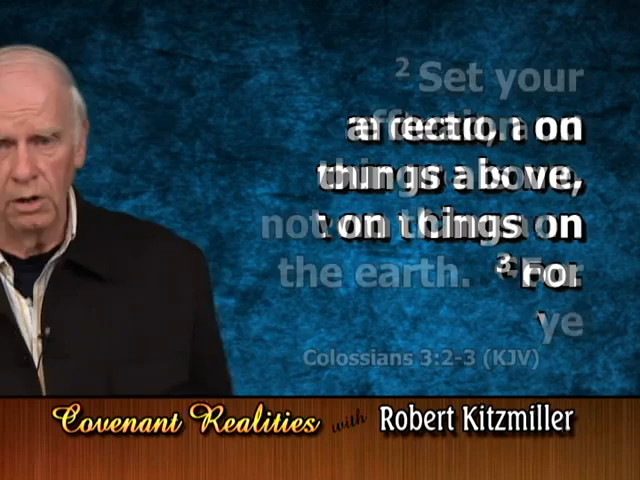 ² Set your
affection on
things above,
not on things on
the earth. ³ For
ye
Colossians 3:2-3 (KJV)
Covenant Realities with Robert Kitzmiller